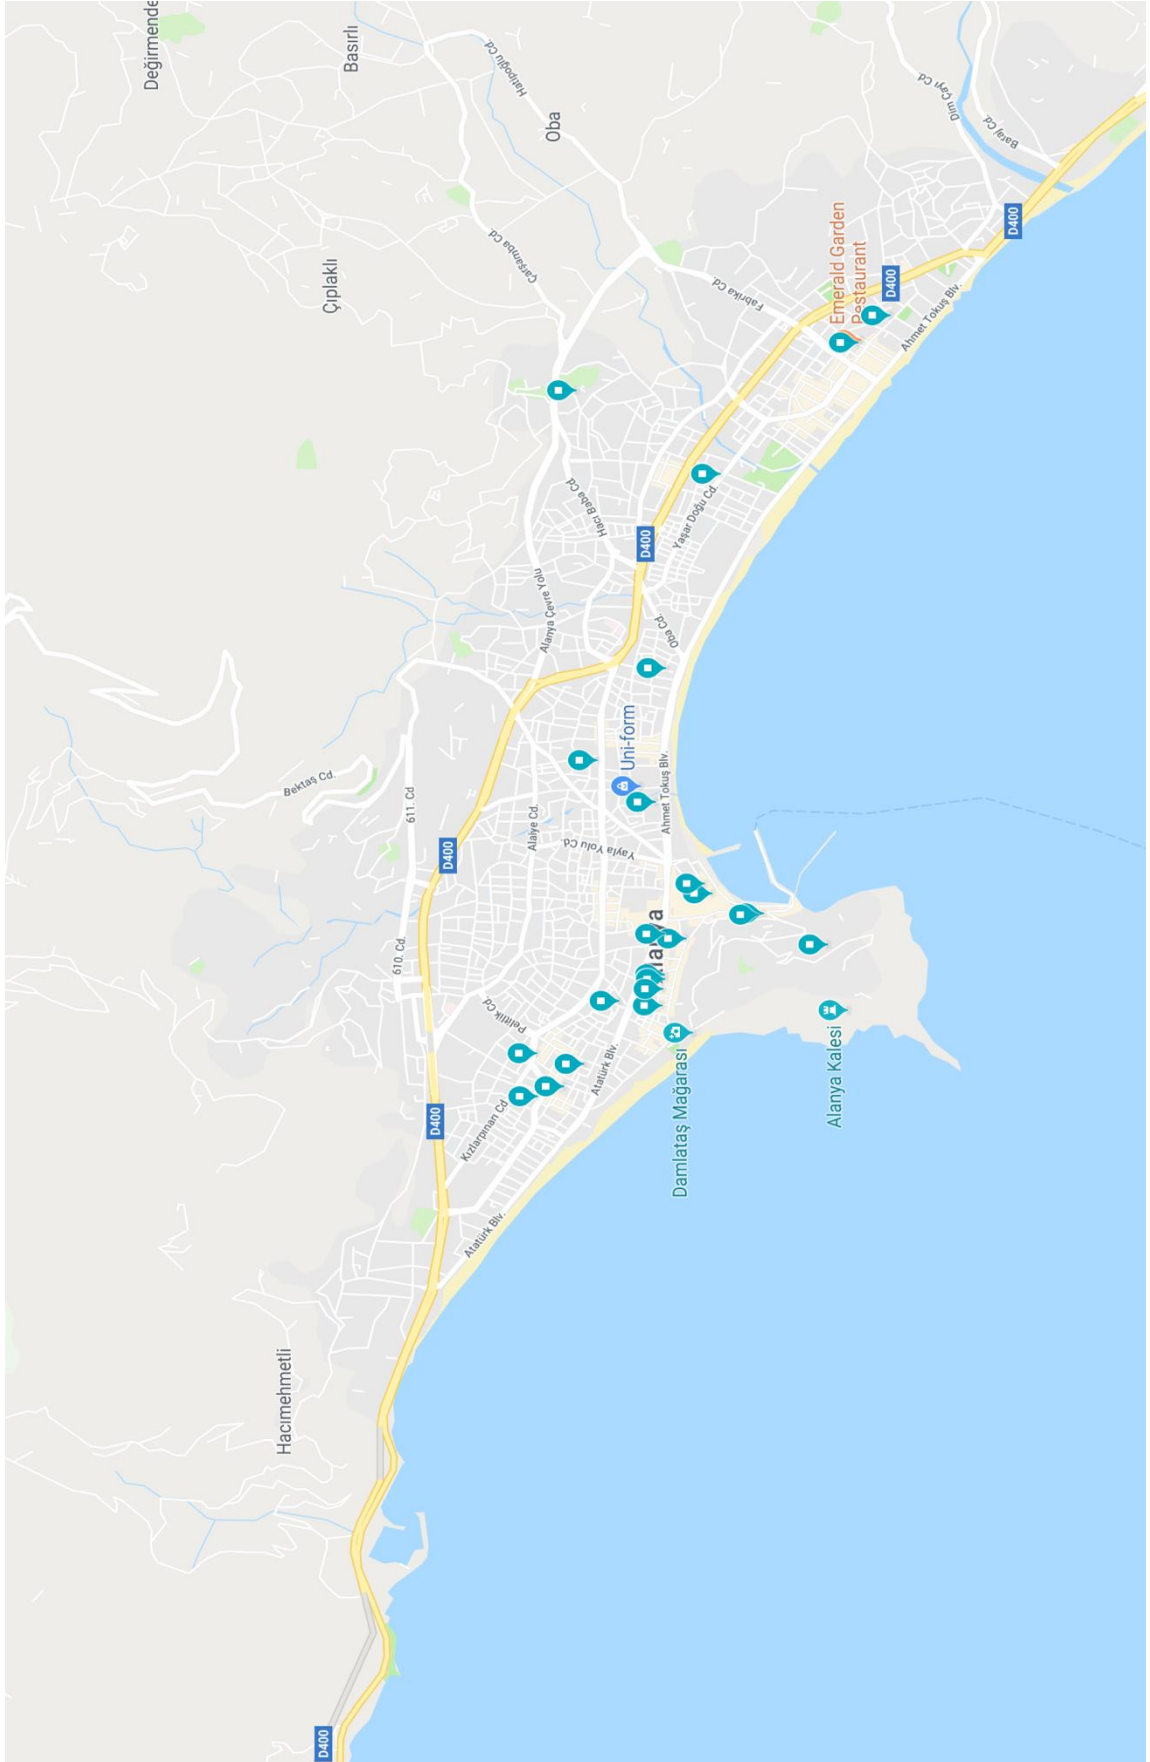 Değirmende
Hacımehmetli
Bektaş Cd.
D400
Çıplaklı
Basırlı
610. Cd.
611. Cd
D400
D400
Kızlarpınarı Cd
Atatürk Blv.
Pelitlik Cd
Alaiye Cd.
Alanya Çevre Yolu
Çarşamba Cd.
Hatipoğlu Cd.
Oba
Hacı Baba Cd.
Atatürk Blv.
Yayla Yolu Cd.
Uni-form
D400
Ahmet Tokuş Blv.
Oba Cd.
Yaşar Doğu Cd.
Damlataş Mağarası
Fabrika Cd.
Emerald Garden
Restaurant
Alanya Kalesi
D400
Ahmet Tokuş Blv.
Dim Çayı Cd
Baraj Cd.
D400